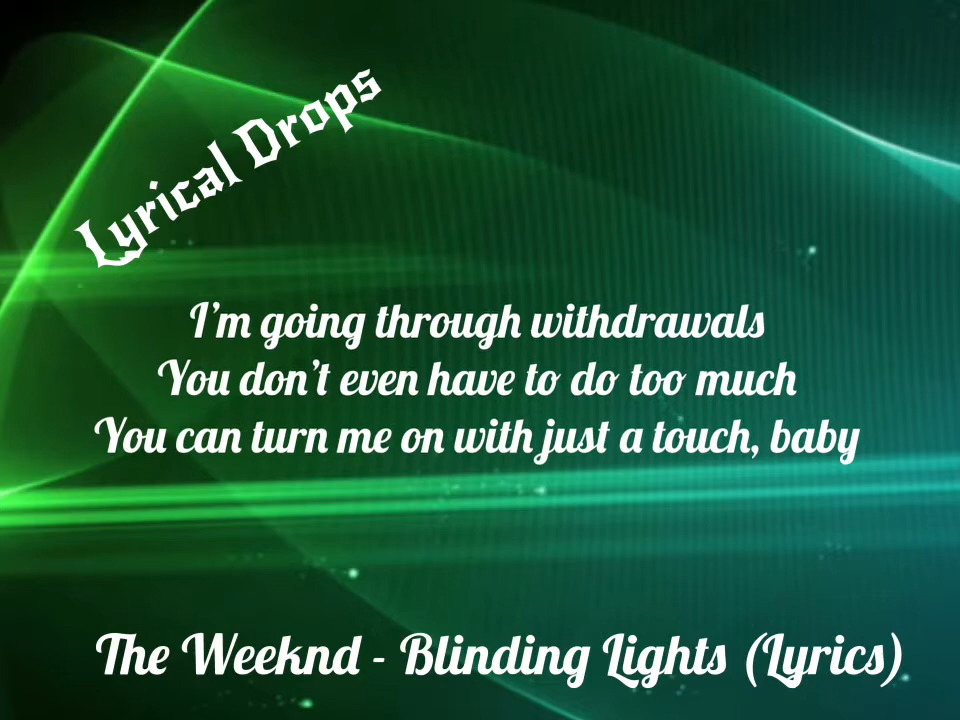 Lyrical Drops
I'm going through withdrawals
You don't even have to do too much
You can turn me on with just a touch, baby
The Weeknd - Blinding Lights (Lyrics)